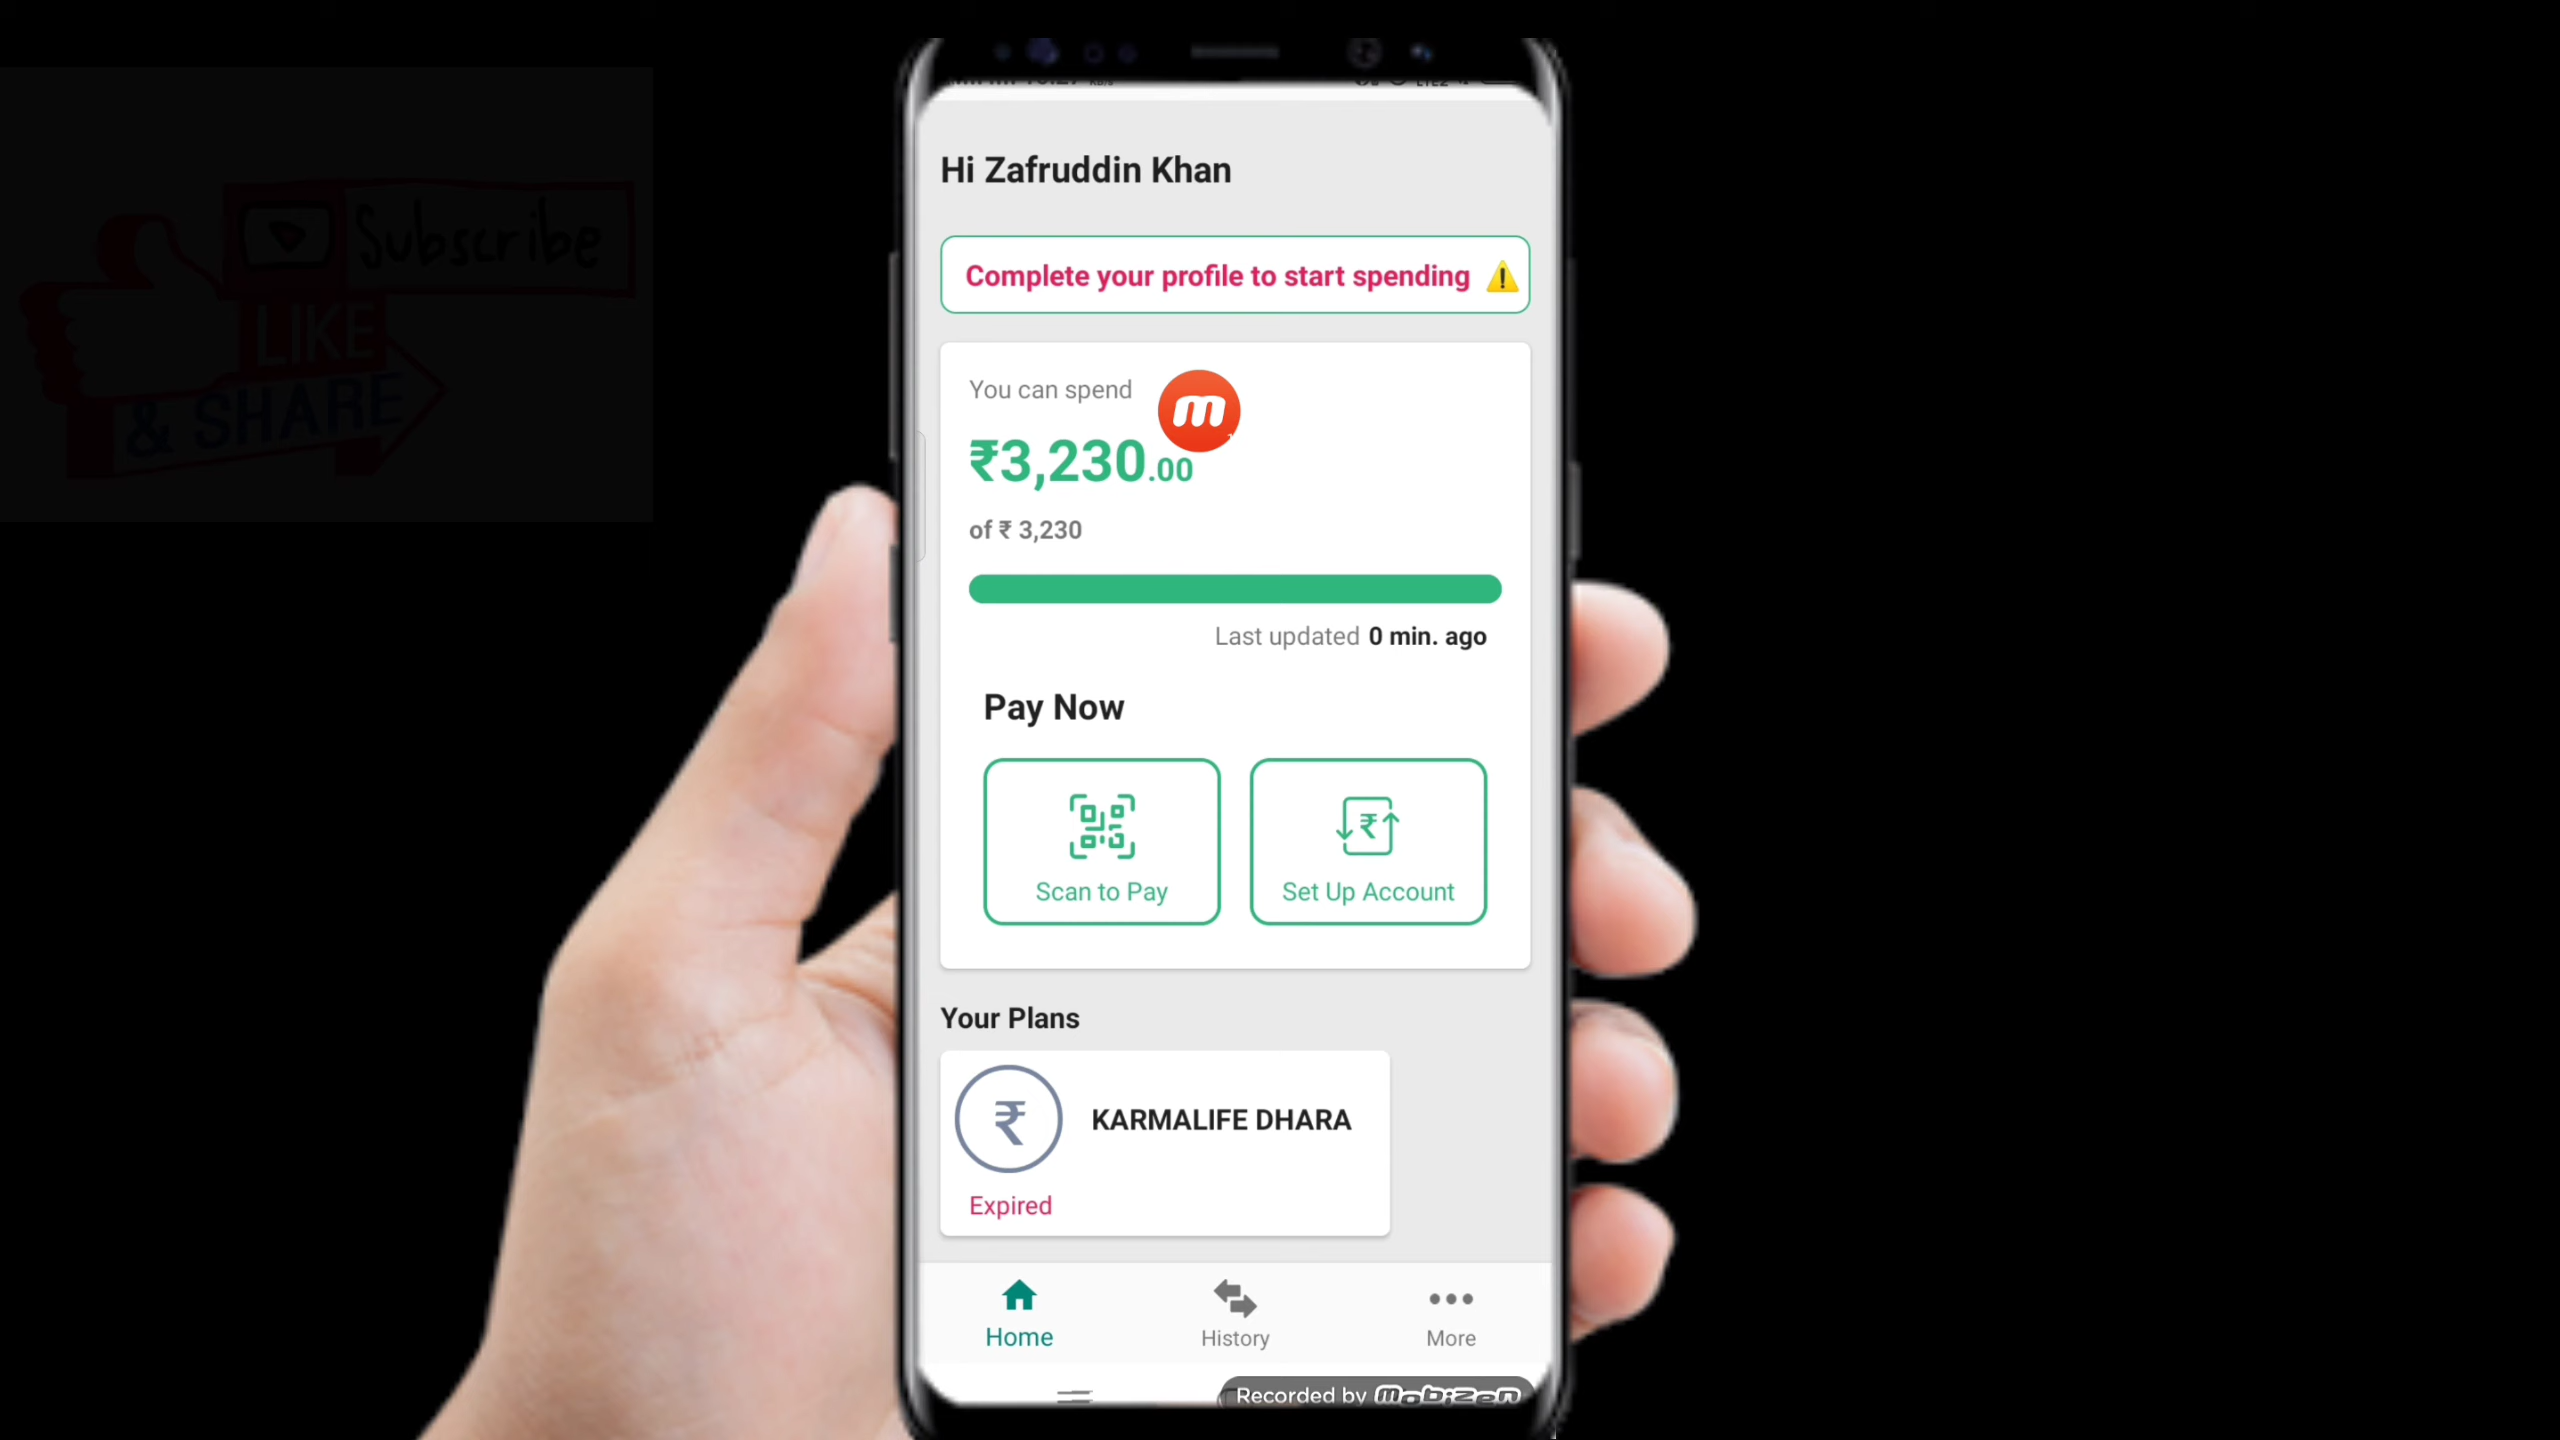 Subscribe
LIKE
& SHARE
Hi Zafruddin Khan
Complete your profile to start spending
You can spend
m
₹3,230.00
of ₹ 3,230
Last updated 0 min. ago
Pay Now
Scan to Pay
Set Up Account
Your Plans
₹
KARMALIFE DHARA
Expired
Home
History
More
Recorded by mobizen